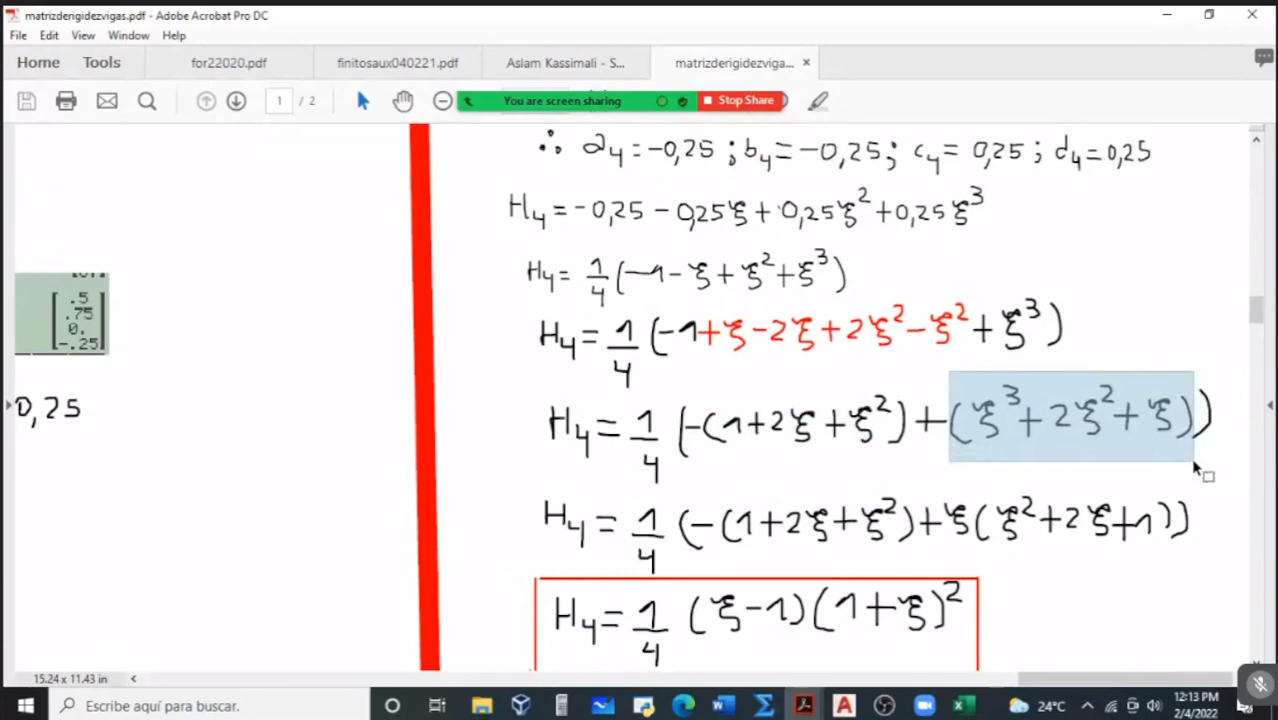 matrizderigidezvigas.pdf - Adobe Acrobat Pro DC
File Edit View Window Help
Home Tools for22020.pdf finitosaux040221.pdf Aslam Kassimali - S... matrizderigidezviga... ×
1 / 2 You are screen sharing Stop Share
∴ a₄=-0,25 ; b₄=-0,25 ; c₄= 0,25 ; d₄=0,25
H₄= -0,25 - 0,25ξ + 0,25ξ² + 0,25ξ³
H₄= 1/4 (-1 - ξ + ξ² + ξ³)
H₄= 1/4 (-1+ξ-2ξ+2ξ²-ξ²+ξ³)
H₄= 1/4 (-(1+2ξ+ξ²)+(ξ³+2ξ²+ξ))
H₄= 1/4 (-(1+2ξ+ξ²)+ξ(ξ²+2ξ+1))
H₄= 1/4 (ξ-1)(1+ξ)²
.5
.75
0.
-.25
0,25
15.24 x 11.43 in
Escribe aquí para buscar.
24°C
12:13 PM
2/4/2022